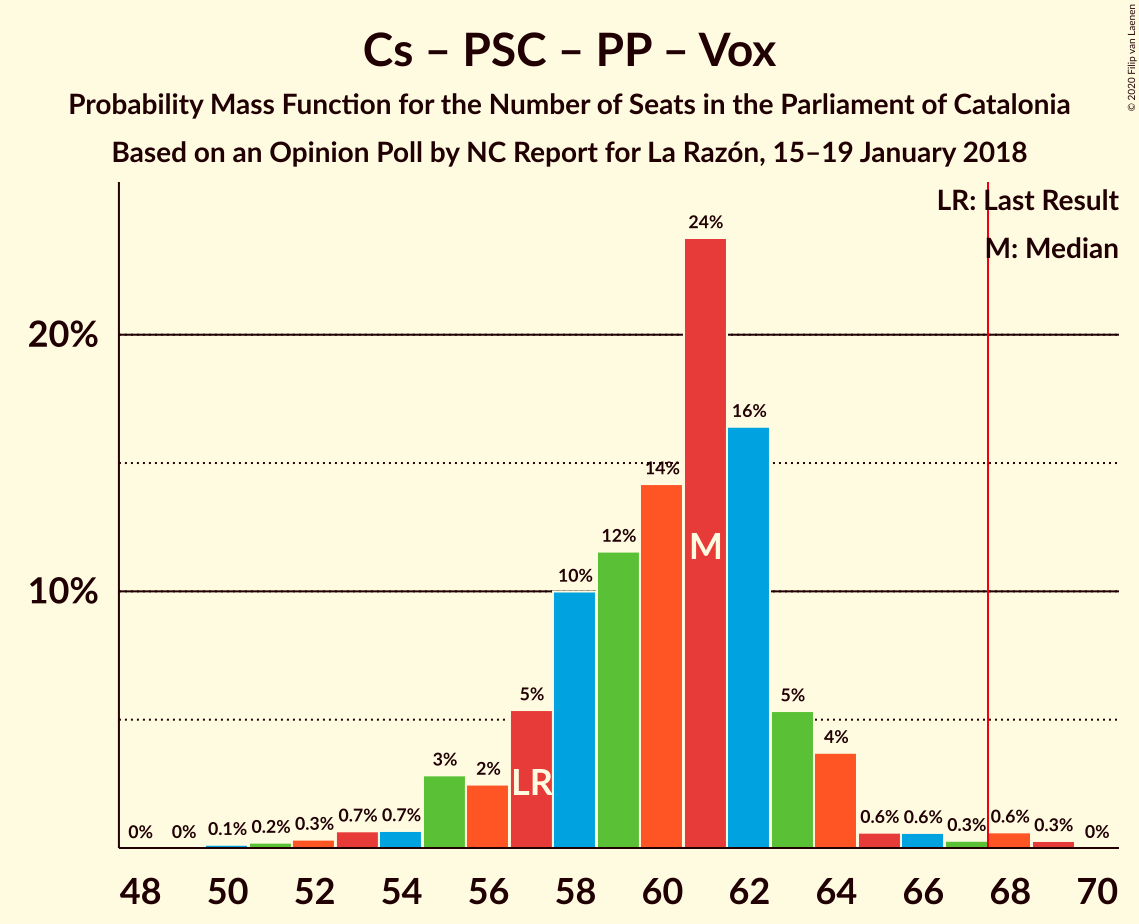 Cs – PSC – PP – Vox
Probability Mass Function for the Number of Seats in the Parliament of Catalonia
Based on an Opinion Poll by NC Report for La Razón, 15–19 January 2018
© 2020 Filip van Laenen
LR: Last Result
M: Median
20%
10%
0%
0%
0.1%
0.2%
0.3%
0.7%
0.7%
3%
2%
5%
10%
12%
14%
24%
16%
5%
4%
0.6%
0.6%
0.3%
0.6%
0.3%
0%
LR
M
48 50 52 54 56 58 60 62 64 66 68 70